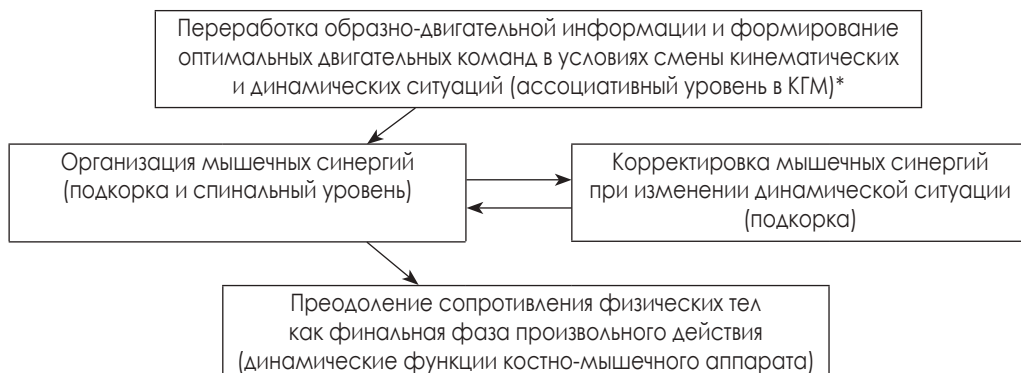 Переработка образно-двигательной информации и формирование
оптимальных двигательных команд в условиях смены кинематических
и динамических ситуаций (ассоциативный уровень в КГМ)*
Организация мышечных синергий
(подкорка и спинальный уровень)
Корректировка мышечных синергий
при изменении динамической ситуации
(подкорка)
Преодоление сопротивления физических тел
как финальная фаза произвольного действия
(динамические функции костно-мышечного аппарата)